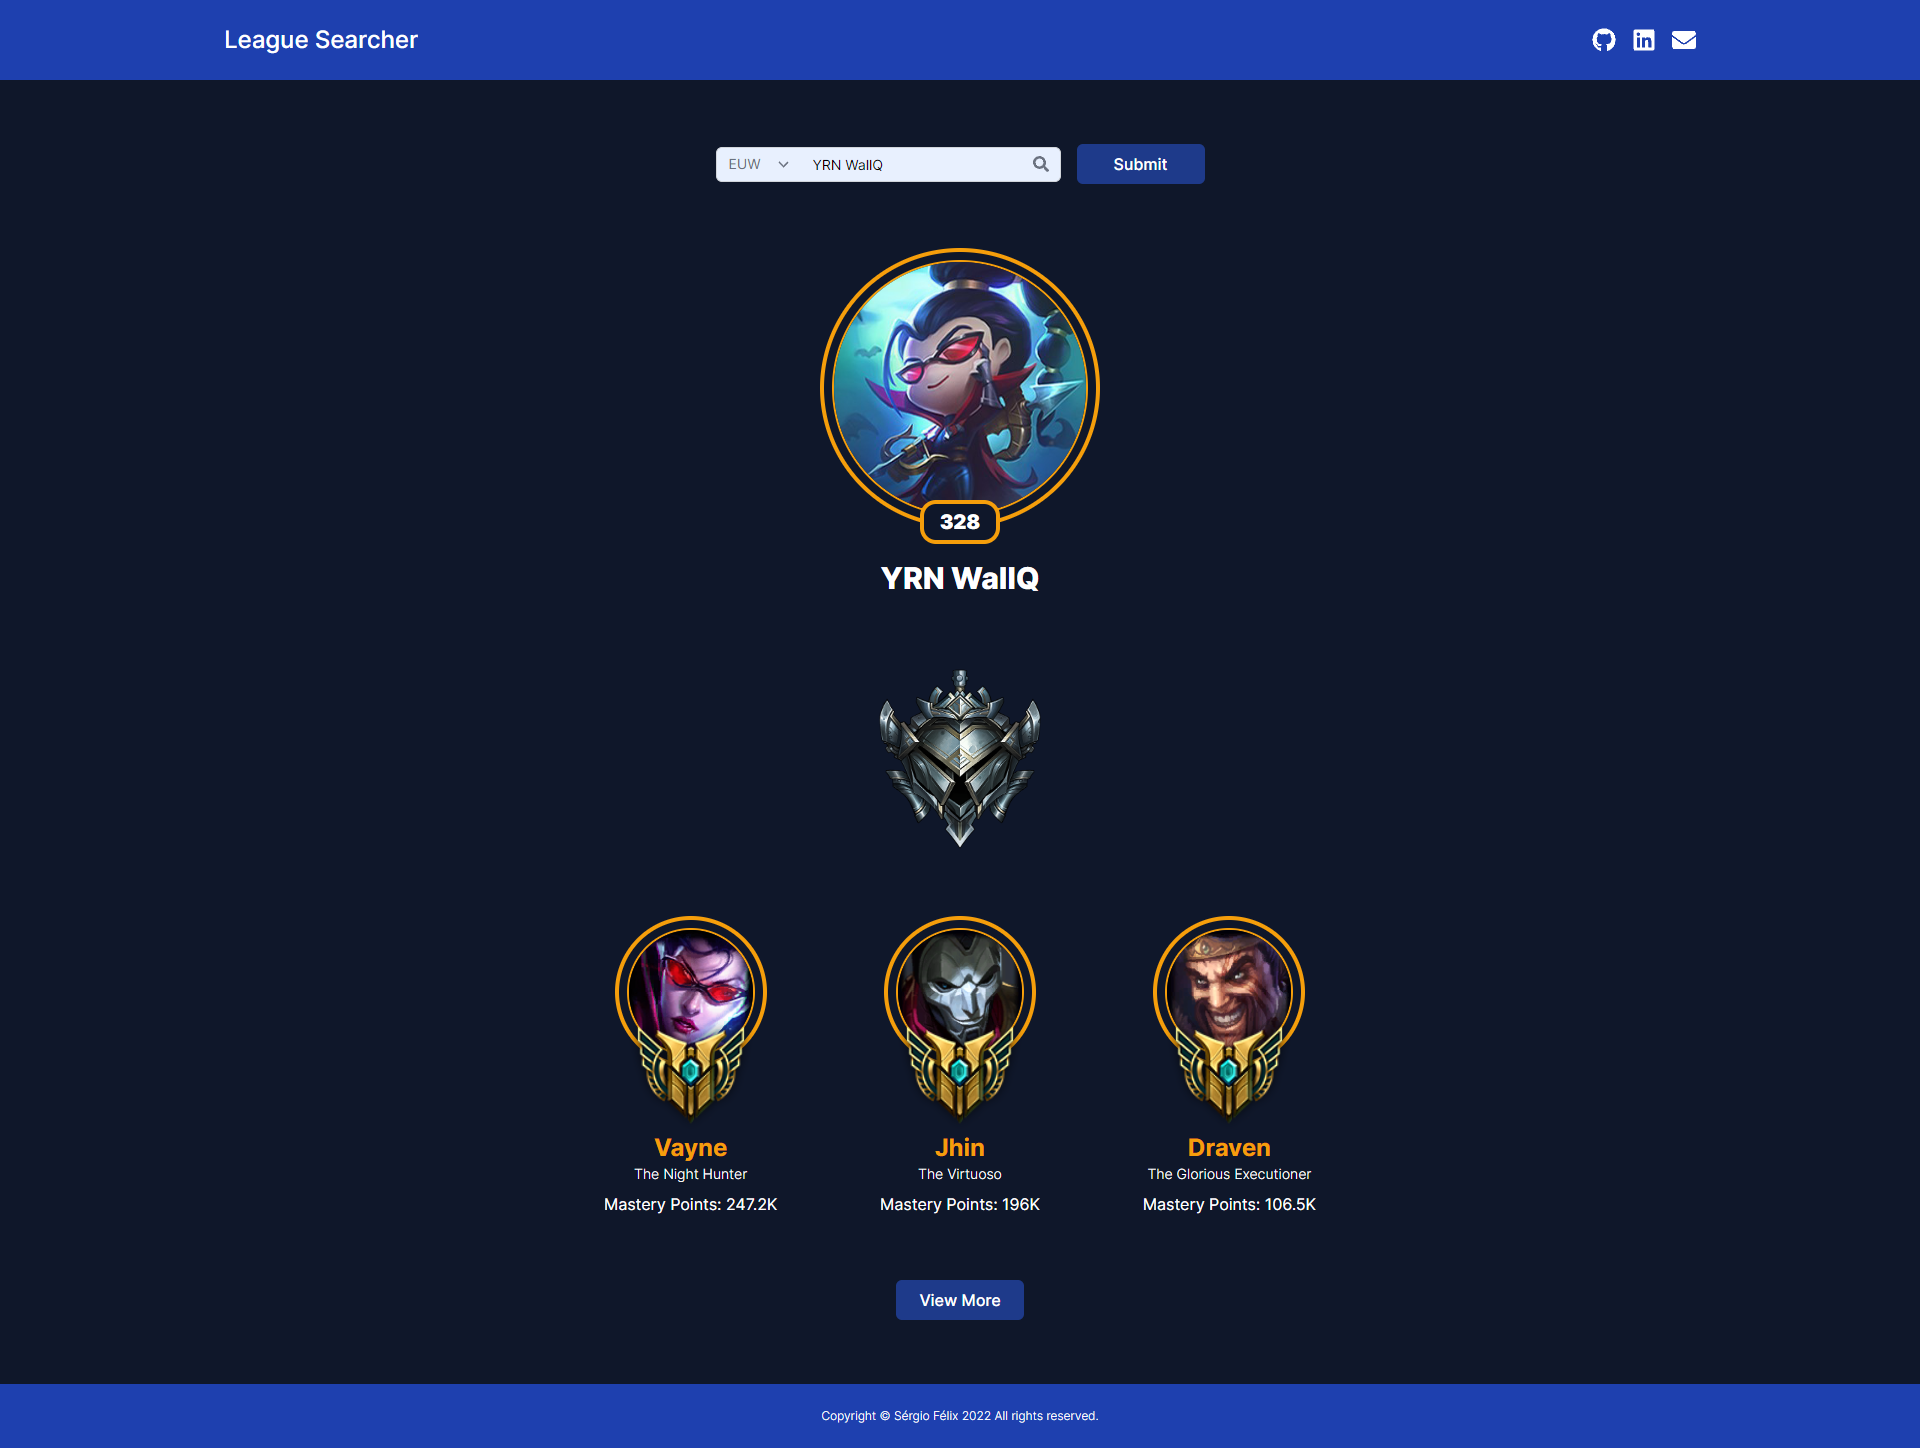 League Searcher
EUW
YRN WallQ
Submit
328
YRN WallQ
Vayne
The Night Hunter
Mastery Points: 247.2K
Jhin
The Virtuoso
Mastery Points: 196K
Draven
The Glorious Executioner
Mastery Points: 106.5K
View More
Copyright © Sérgio Félix 2022 All rights reserved.